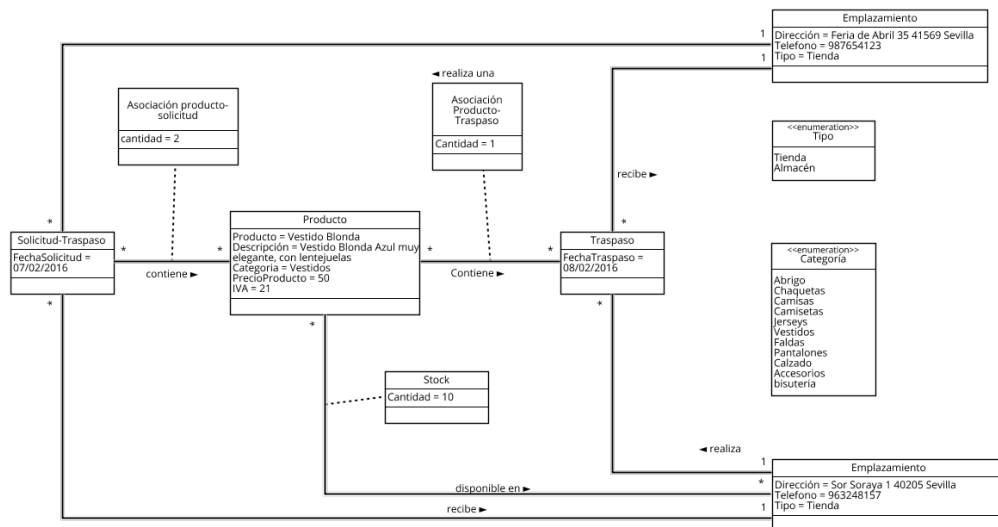 Emplazamiento
Dirección = Feria de Abril 35 41569 Sevilla
Telefono = 987654123
Tipo = Tienda
1
1
◄ realiza una
Asociación producto-
solicitud
cantidad = 2
Asociación
Producto-
Traspaso
Cantidad = 1
<<enumeration>>
Tipo
Tienda
Almacén
recibe ►
*
*
Solicitud-Traspaso
FechaSolicitud =
07/02/2016
*
*
contiene ►
*
Producto
Producto = Vestido Blonda
Descripción = Vestido Blonda Azul muy
elegante, con lentejuelas
Categoria = Vestidos
PrecioProducto = 50
IVA = 21
*
*
*
Contiene ►
Traspaso
FechaTraspaso =
08/02/2016
*
<<enumeration>>
Categoría
Abrigo
Chaquetas
Camisas
Camisetas
Jerseys
Vestidos
Faldas
Pantalones
Calzado
Accesorios
bisuteria
Stock
Cantidad = 10
◄ realiza
1
*
disponible en ►
recibe ►
1
Emplazamiento
Dirección = Sor Soraya 1 40205 Sevilla
Telefono = 963248157
Tipo = Tienda